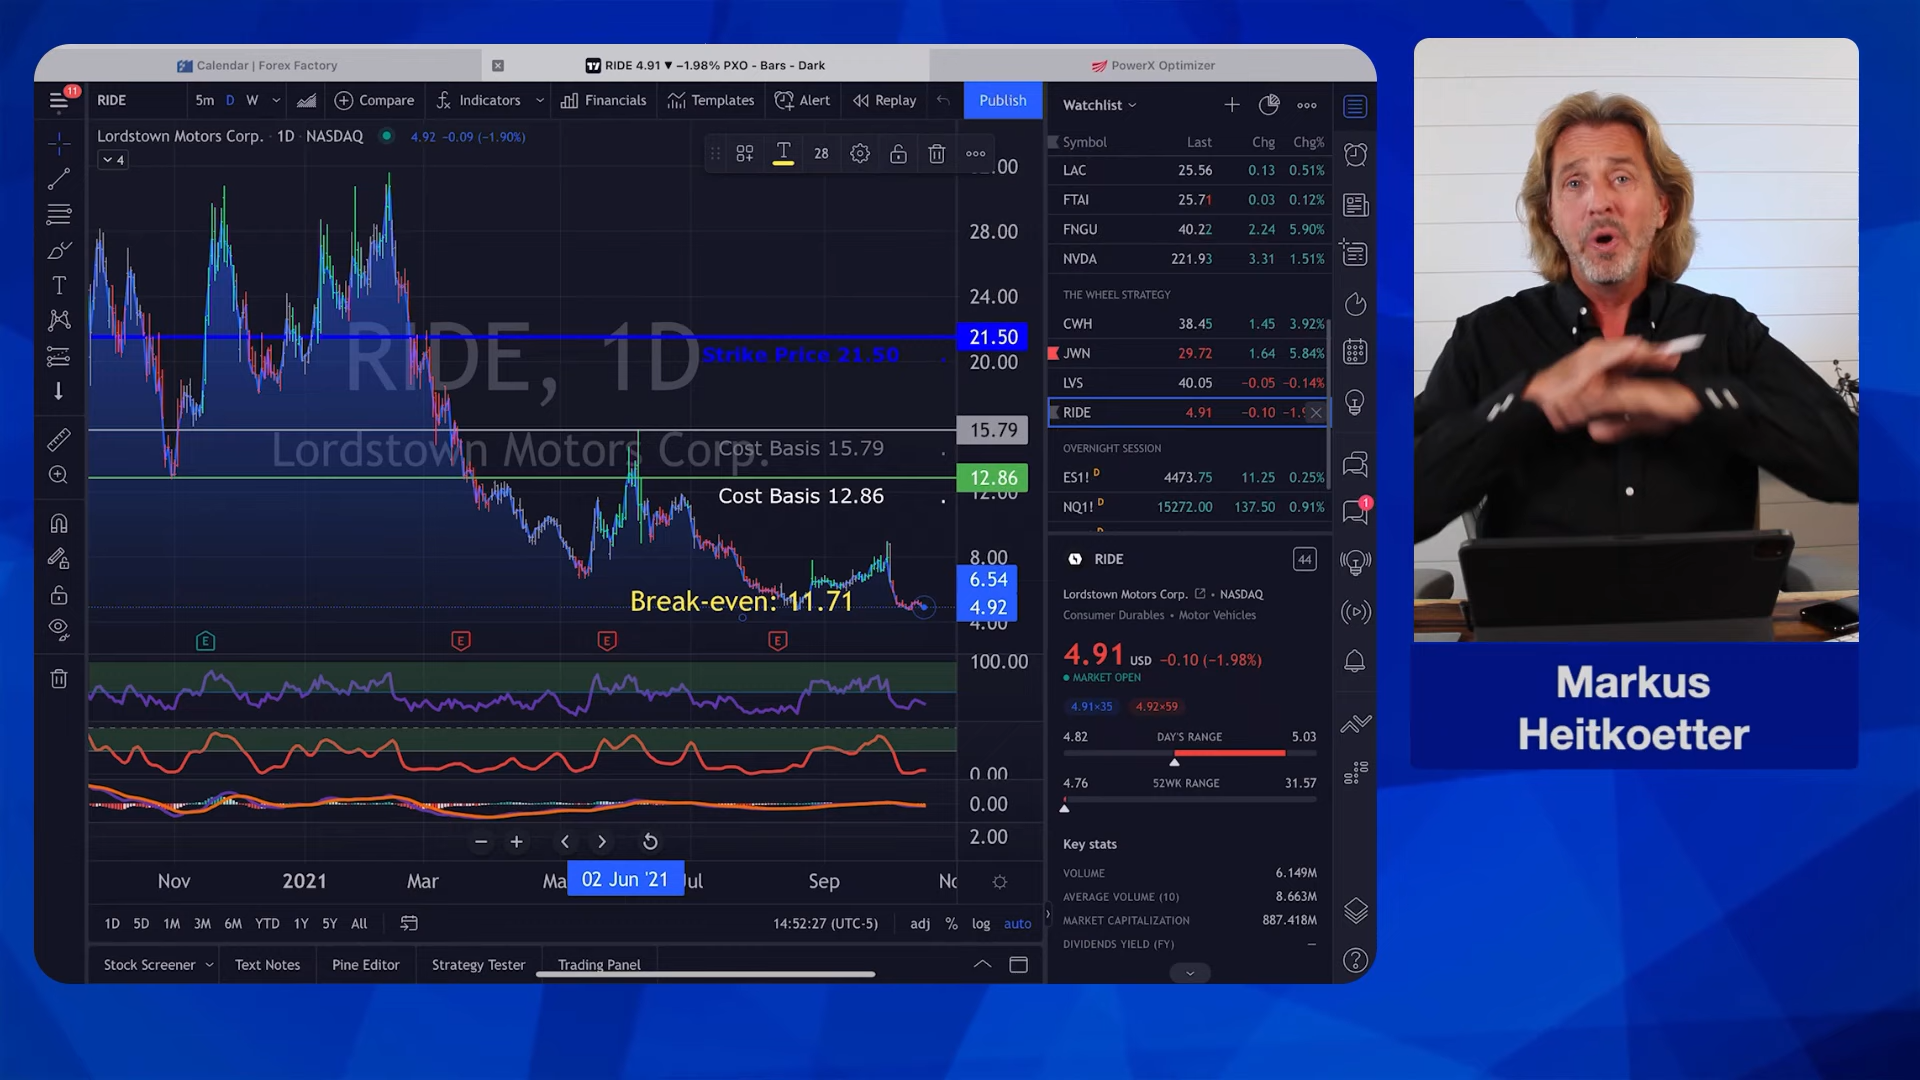 Calendar | Forex Factory
RIDE 4.91 ▼ −1.98% PXO - Bars - Dark
PowerX Optimizer
11
RIDE
5m D W
Compare
Indicators
Financials
Templates
Alert
Replay
Publish
Lordstown Motors Corp. · 1D · NASDAQ
4.92 −0.09 (−1.90%)
4
28
RIDE, 1D
Lordstown Motors Corp.
Strike Price 21.50
Cost Basis 15.79
Cost Basis 12.86
Break-even: 11.71
E
E
E
E
28.00
24.00
21.50
20.00
15.79
12.86
12.00
8.00
6.54
4.92
4.00
100.00
0.00
0.00
2.00
Nov
2021
Mar
02 Jun '21
Sep
1D 5D 1M 3M 6M YTD 1Y 5Y All
14:52:27 (UTC-5)
adj % log auto
Stock Screener
Text Notes
Pine Editor
Strategy Tester
Trading Panel
Watchlist
Symbol Last Chg Chg%
LAC 25.56 0.13 0.51%
FTAI 25.71 0.03 0.12%
FNGU 40.22 2.24 5.90%
NVDA 221.93 3.31 1.51%
THE WHEEL STRATEGY
CWH 38.45 1.45 3.92%
JWN 29.72 1.64 5.84%
LVS 40.05 −0.05 −0.14%
RIDE 4.91 −0.10
OVERNIGHT SESSION
ES1! D 4473.75 11.25 0.25%
NQ1! D 15272.00 137.50 0.91%
RIDE
44
Lordstown Motors Corp. • NASDAQ
Consumer Durables • Motor Vehicles
4.91 USD −0.10 (−1.98%)
MARKET OPEN
4.91×35 4.92×59
4.82 DAY'S RANGE 5.03
4.76 52WK RANGE 31.57
Key stats
VOLUME 6.149M
AVERAGE VOLUME (10) 8.663M
MARKET CAPITALIZATION 887.418M
DIVIDENDS YIELD (FY) —
1
Markus
Heitkoetter